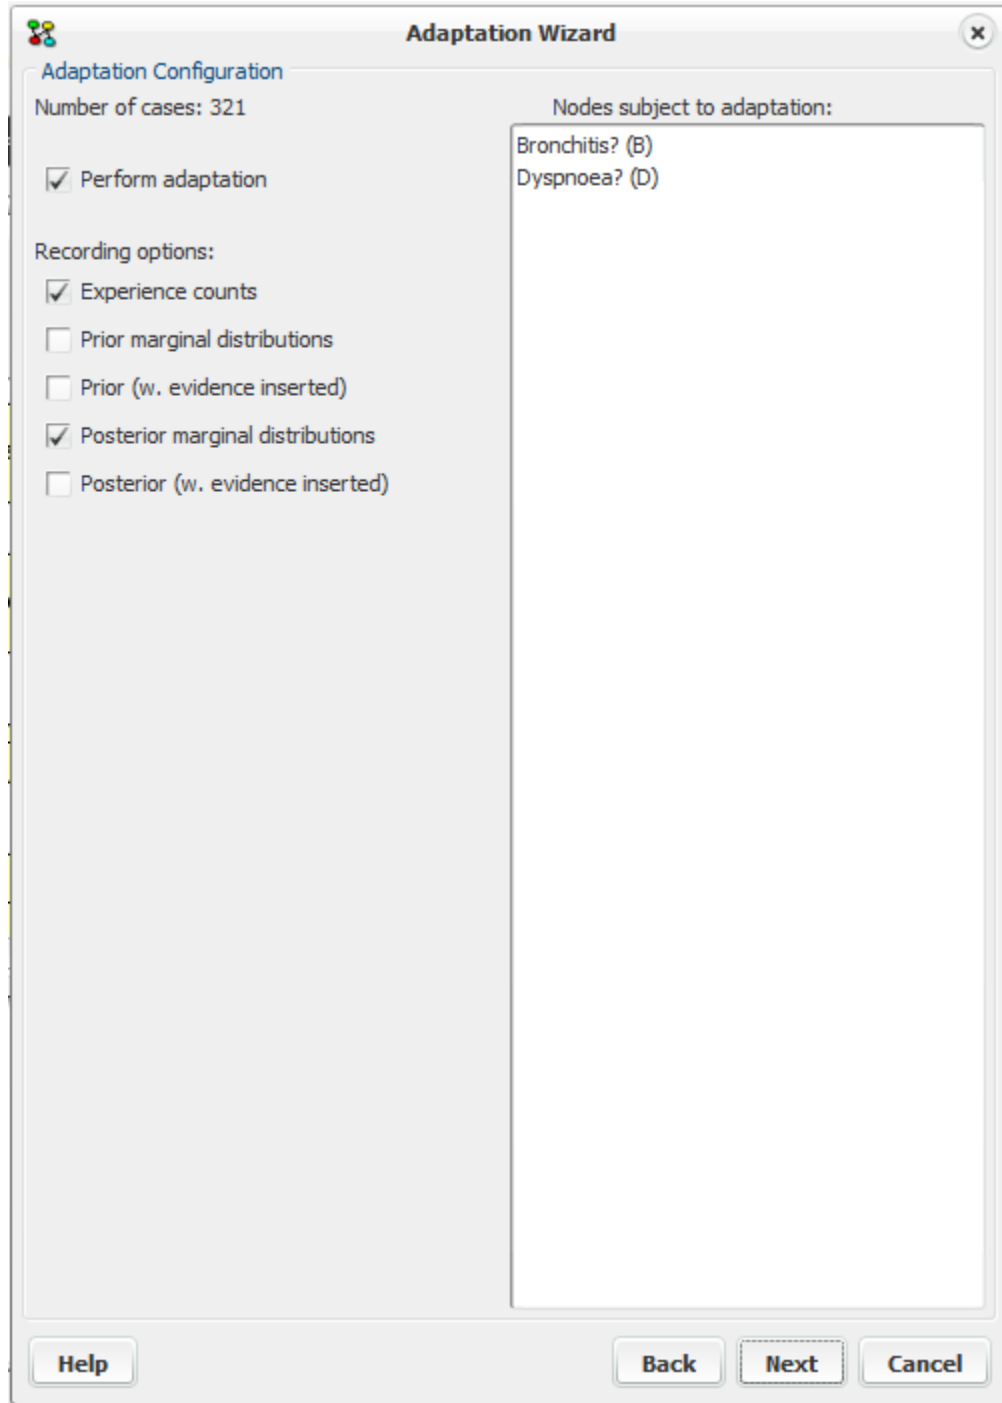 Adaptation Wizard
Adaptation Configuration
Number of cases: 321
Nodes subject to adaptation:
Bronchitis? (B)
Dyspnoea? (D)
Perform adaptation
Recording options:
Experience counts
Prior marginal distributions
Prior (w. evidence inserted)
Posterior marginal distributions
Posterior (w. evidence inserted)
Help
Back
Next
Cancel